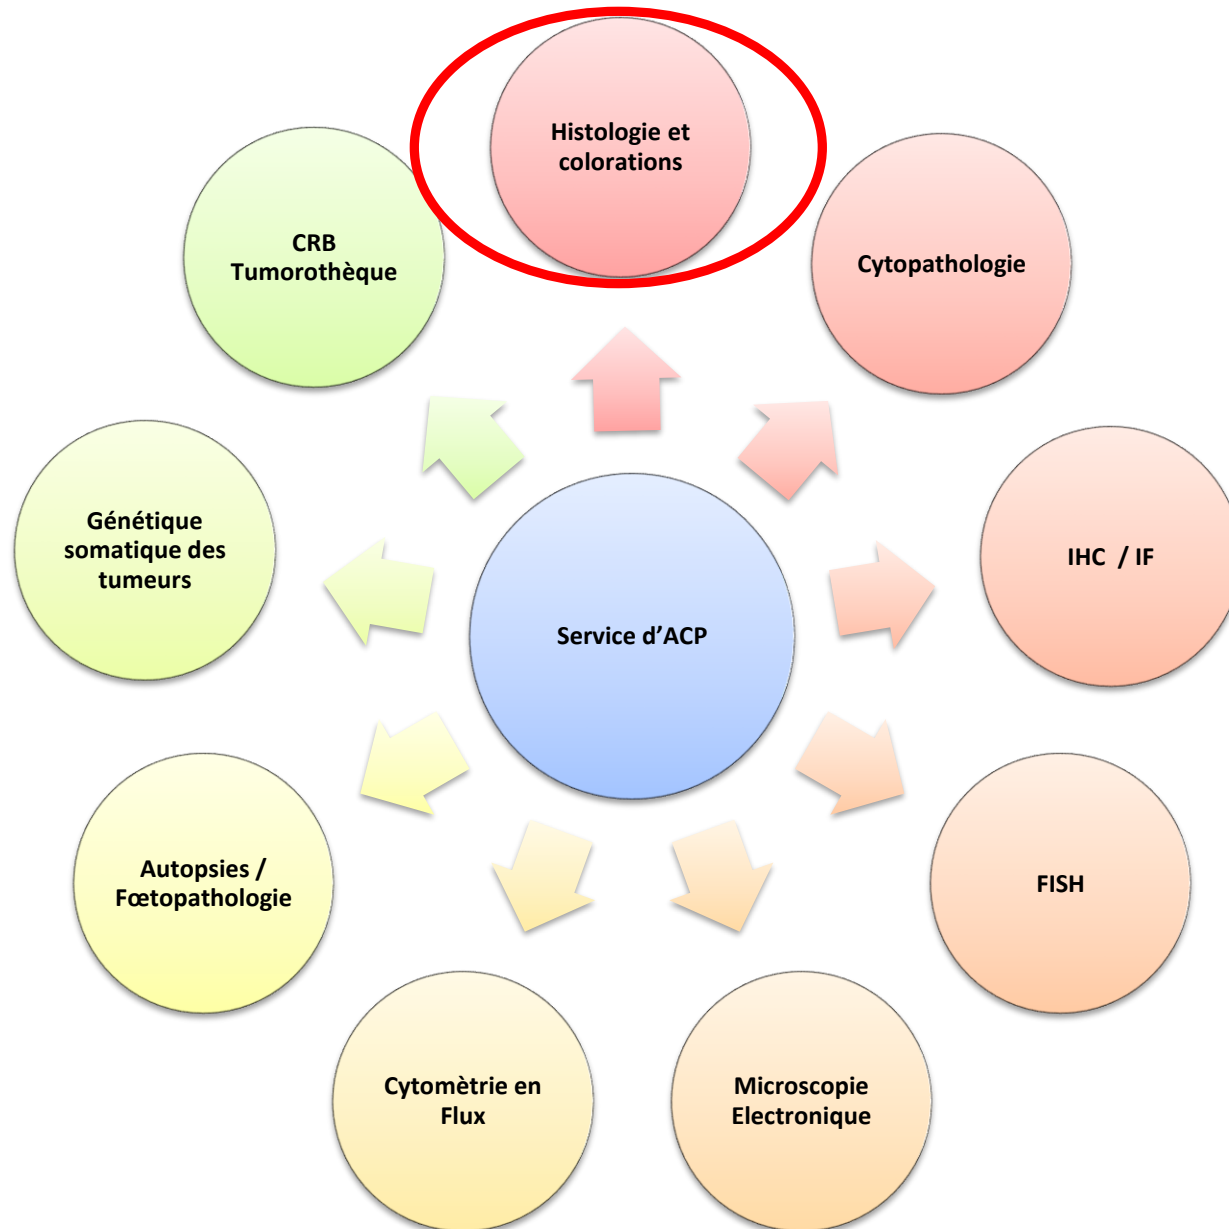 Histologie et
colorations
Cytopathologie
IHC / IF
FISH
Microscopie
Electronique
Cytomètrie en
Flux
Autopsies /
Fœtopathologie
Génétique
somatique des
tumeurs
CRB
Tumorothèque
Service d’ACP